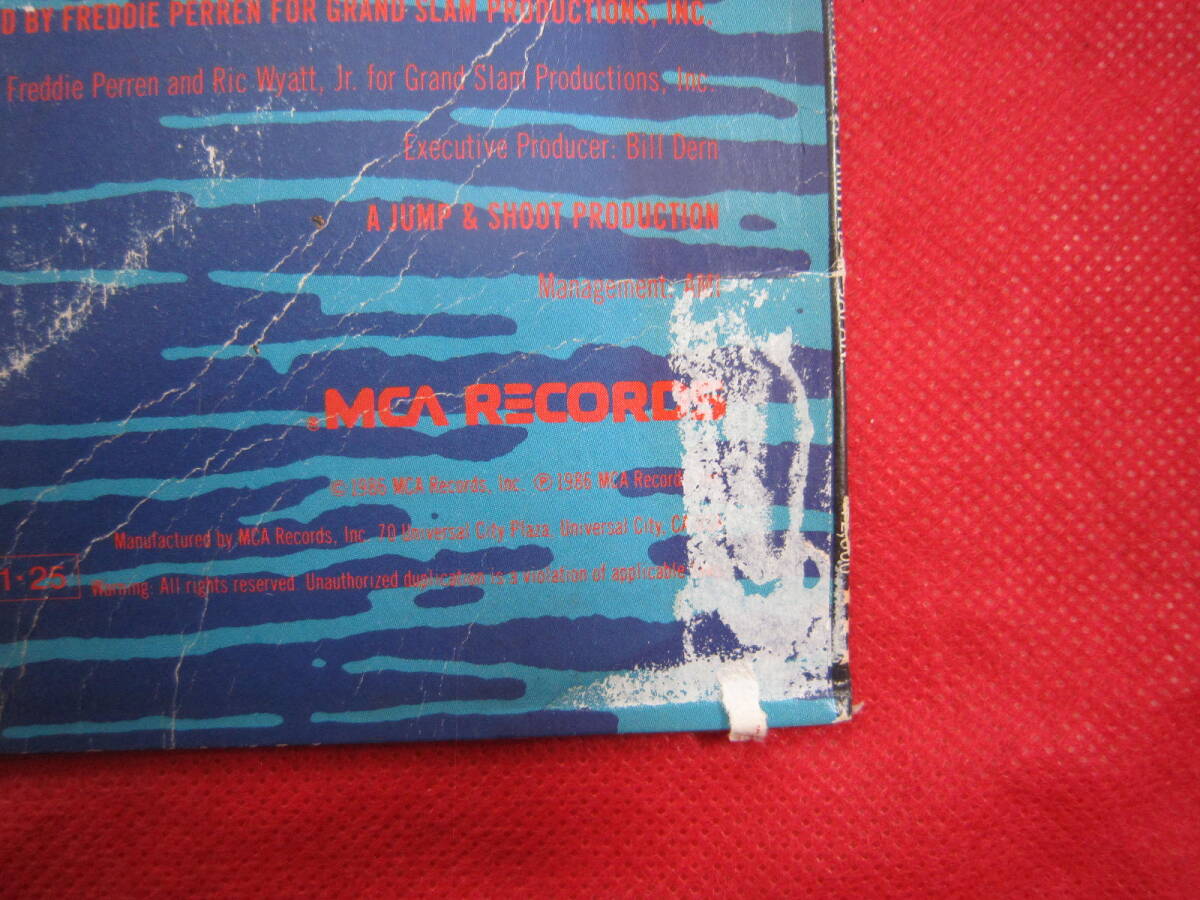 D BY FREDDIE PERREN FOR GRAND SLAM PRODUCTIONS, INC.
Freddie Perren and Ric Wyatt, Jr. for Grand Slam Productions, Inc.
Executive Producer: Bill Dern
A JUMP & SHOOT PRODUCTION
Management: AMI
® MCA RECORDS
© 1986 MCA Records, Inc. ℗ 1986 MCA Records
Manufactured by MCA Records, Inc. 70 Universal City Plaza, Universal City, CA
1·25
Warning: All rights reserved. Unauthorized duplication is a violation of applicable